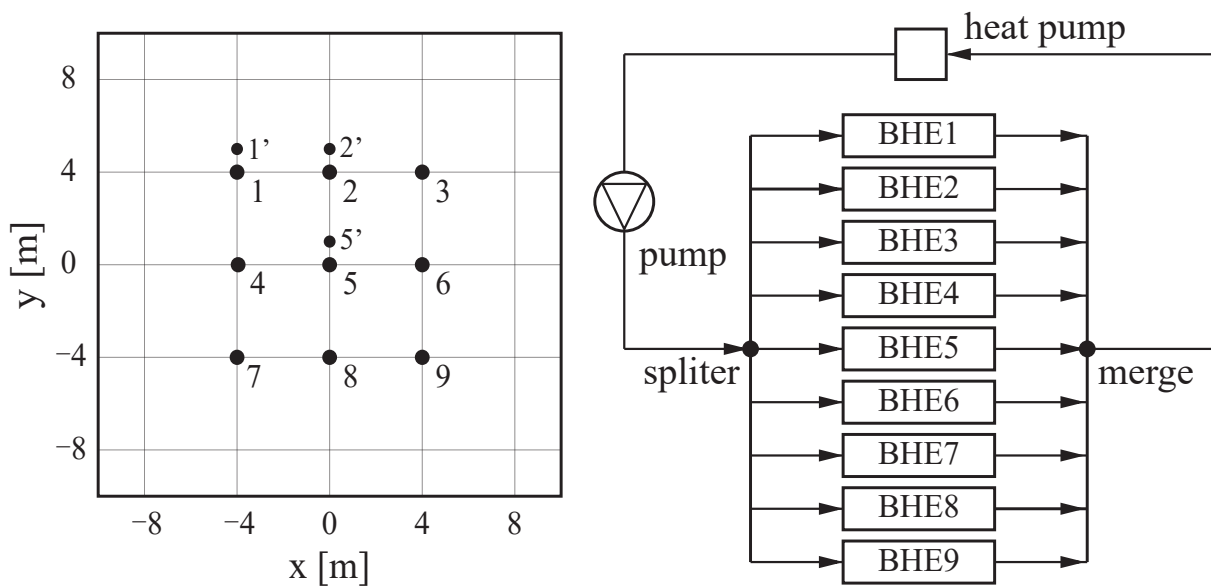 8
4
0
−4
−8
y [m]
−8
−4
0
4
8
x [m]
1’
2’
1
2
3
5’
4
5
6
7
8
9
heat pump
pump
spliter
BHE1
BHE2
BHE3
BHE4
BHE5
BHE6
BHE7
BHE8
BHE9
merge